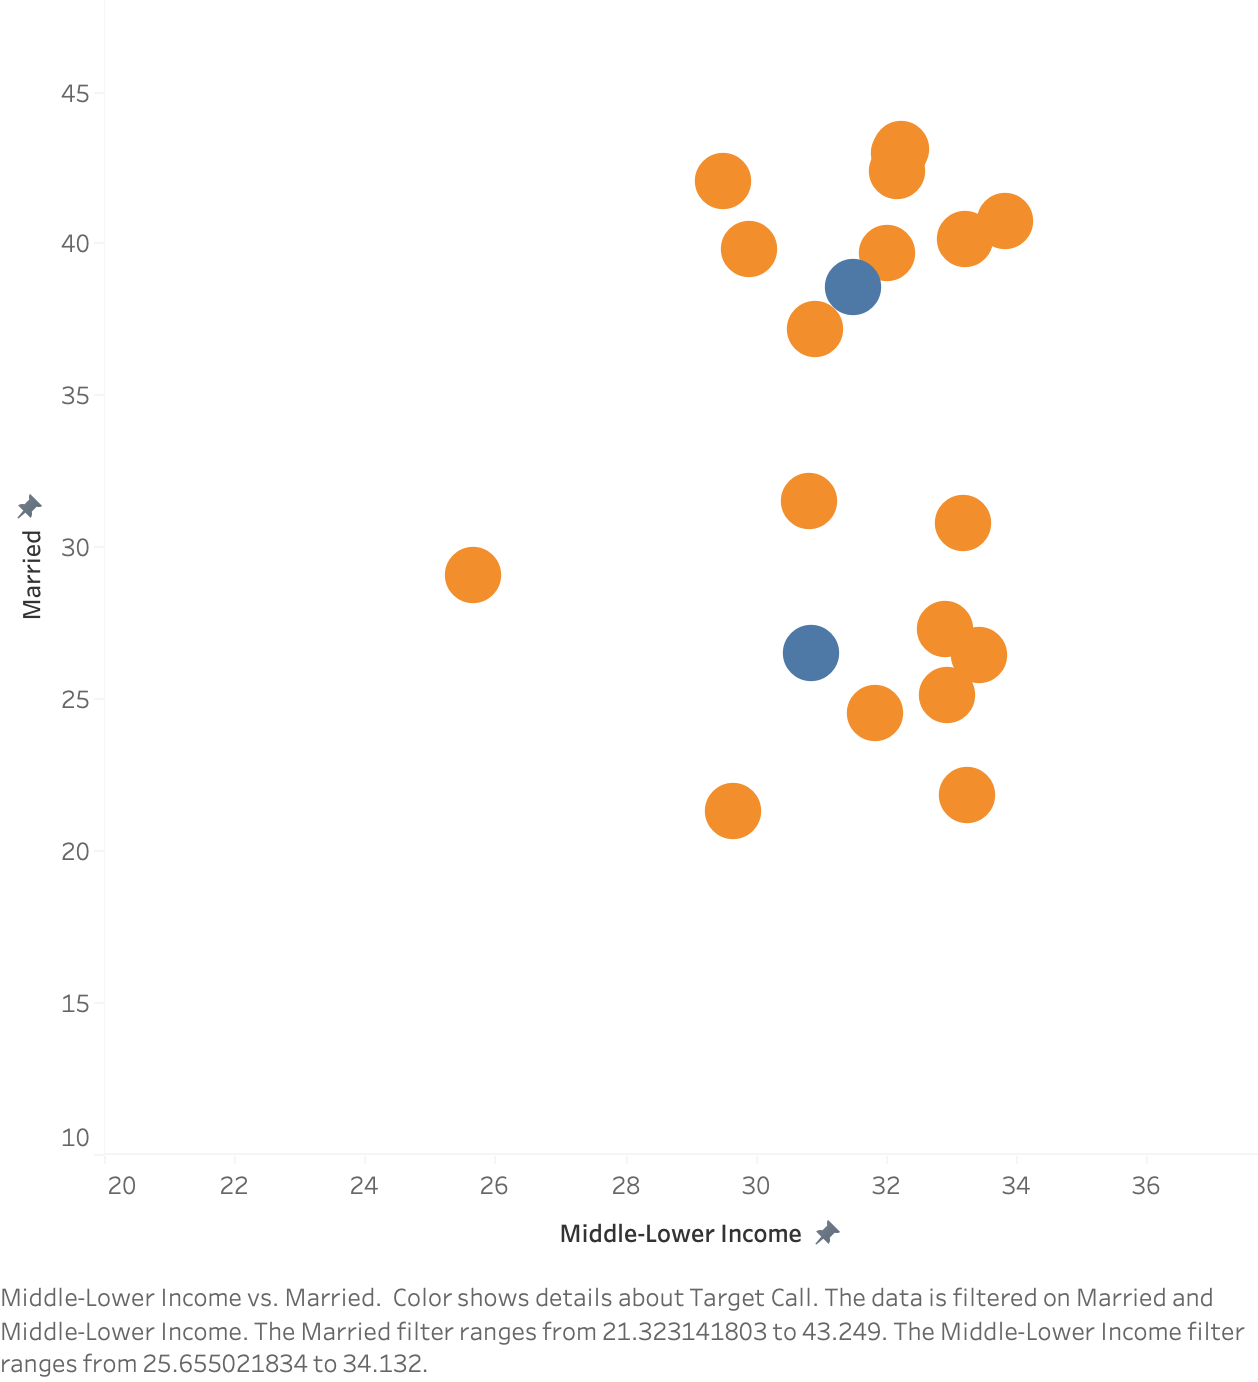 45
40
35
30
25
20
15
10
Married
20 22 24 26 28 30 32 34 36
Middle-Lower Income
Middle-Lower Income vs. Married.  Color shows details about Target Call. The data is filtered on Married and
Middle-Lower Income. The Married filter ranges from 21.323141803 to 43.249. The Middle-Lower Income filter
ranges from 25.655021834 to 34.132.